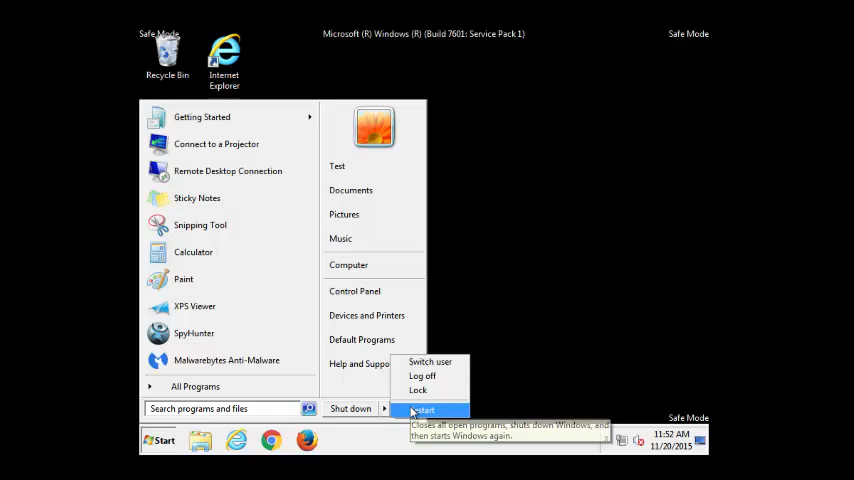 Safe Mode
Microsoft (R) Windows (R) (Build 7601: Service Pack 1)
Safe Mode
Recycle Bin
Internet
Explorer
Getting Started
Connect to a Projector
Remote Desktop Connection
Sticky Notes
Snipping Tool
Calculator
Paint
XPS Viewer
SpyHunter
Malwarebytes Anti-Malware
All Programs
Search programs and files
Test
Documents
Pictures
Music
Computer
Control Panel
Devices and Printers
Default Programs
Help and Suppo
Shut down
Switch user
Log off
Lock
estart
Closes all open programs, shuts down Windows, and
then starts Windows again.
Safe Mode
Start
11:52 AM
11/20/2015